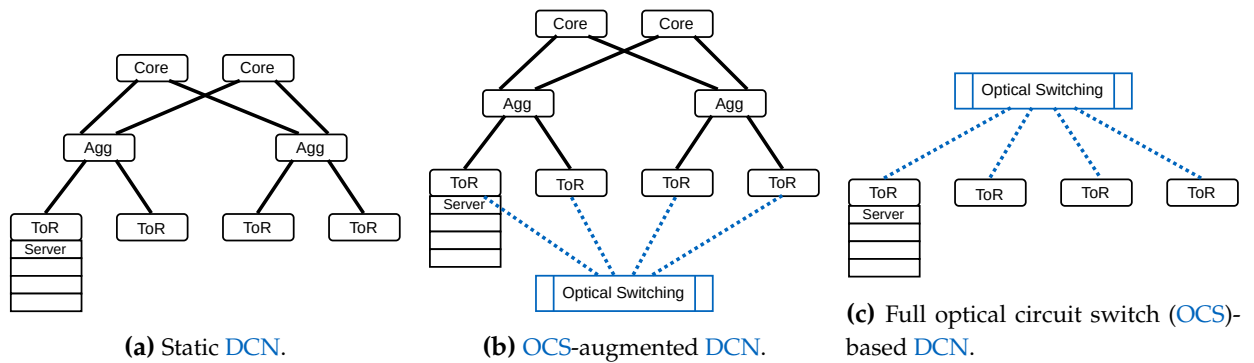 Core Core
Agg Agg
ToR ToR ToR ToR
Server
(a) Static DCN.
Core Core
Agg Agg
ToR ToR ToR ToR
Server
Optical Switching
(b) OCS-augmented DCN.
Optical Switching
ToR ToR ToR ToR
Server
(c) Full optical circuit switch (OCS)-
based DCN.